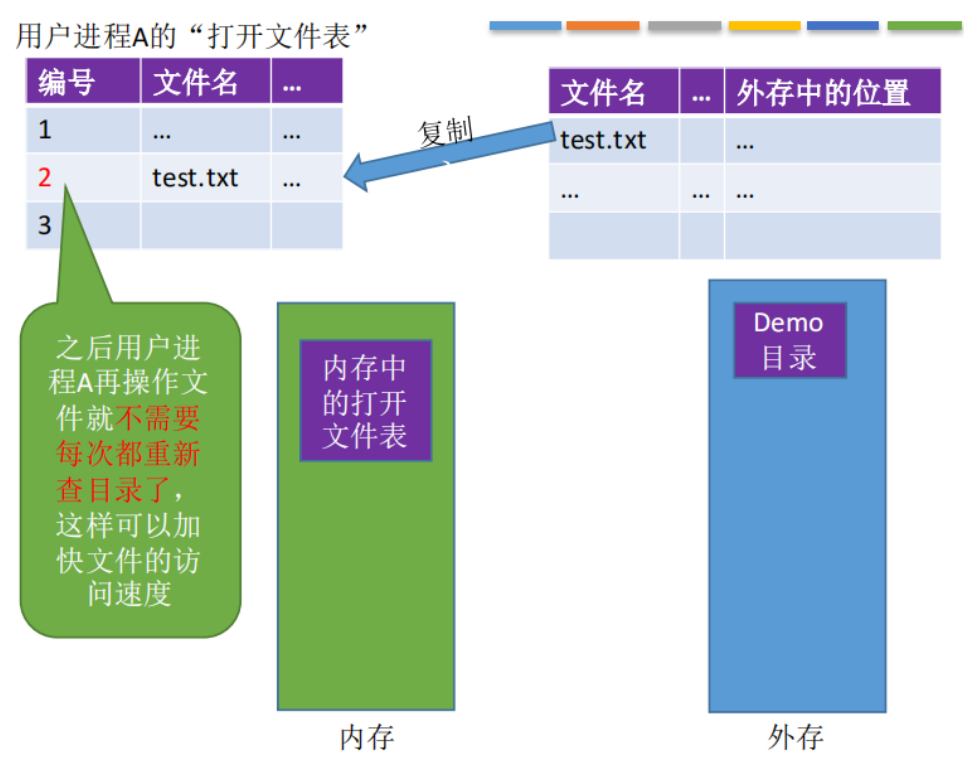 用户进程A的“打开文件表”
编号 文件名 …
1 … …
2 test.txt …
3
复制
文件名 … 外存中的位置
test.txt …
… … …
之后用户进
程A再操作文
件就不需要
每次都重新
查目录了，
这样可以加
快文件的访
问速度
内存中
的打开
文件表
内存
Demo
目录
外存